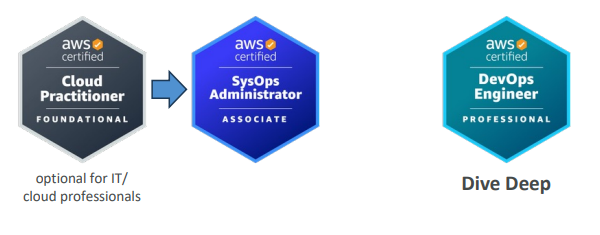 aws
certified
Cloud
Practitioner
FOUNDATIONAL
optional for IT/
cloud professionals
aws
certified
SysOps
Administrator
ASSOCIATE
aws
certified
DevOps
Engineer
PROFESSIONAL
Dive Deep